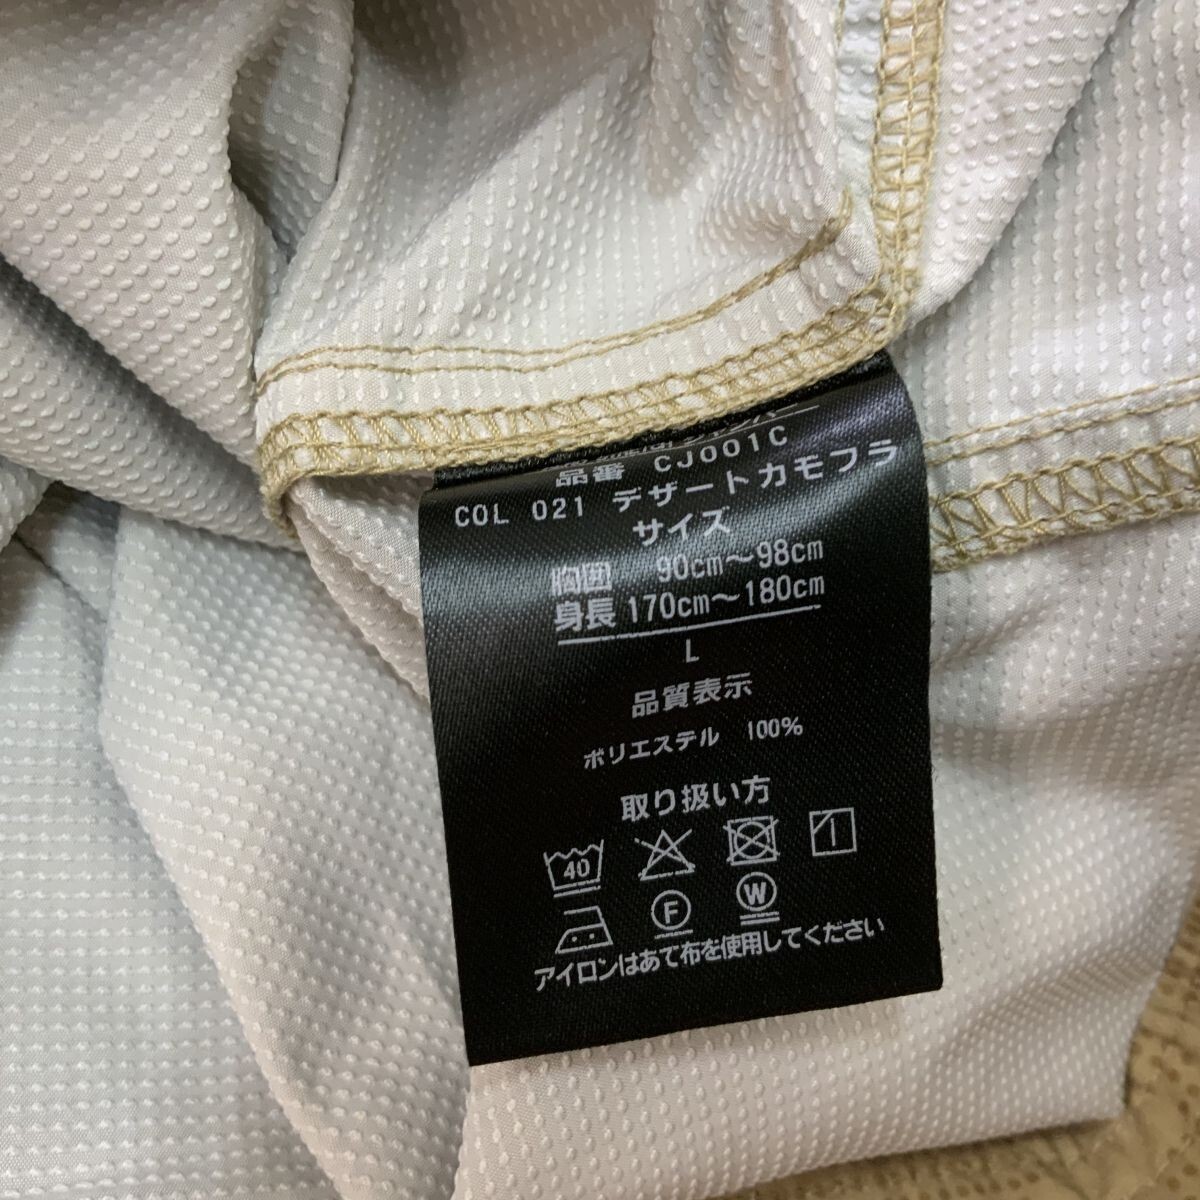 品番 CJ001C
COL 021 デザートカモフラ
サイズ
胸囲 90cm～98cm
身長 170cm～180cm
L
品質表示
ポリエステル 100%
取り扱い方
40
F W
アイロンはあて布を使用してください